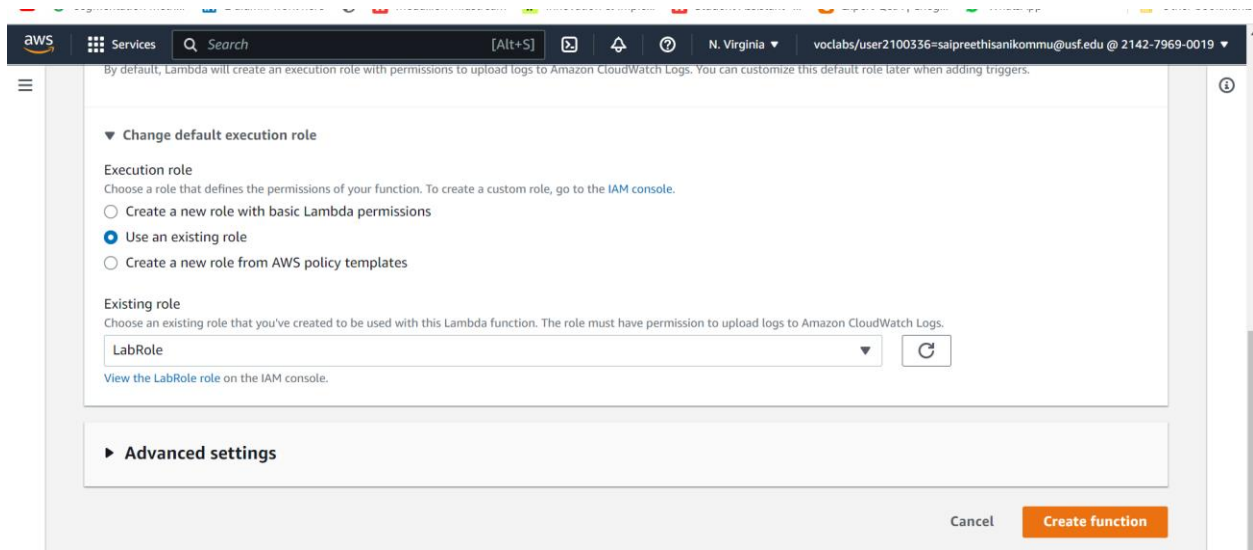 aws Services Search [Alt+S] N. Virginia voclabs/user2100336=saipreethisanikommu@usf.edu @ 2142-7969-0019
By default, Lambda will create an execution role with permissions to upload logs to Amazon CloudWatch Logs. You can customize this default role later when adding triggers.
Change default execution role
Execution role
Choose a role that defines the permissions of your function. To create a custom role, go to the IAM console.
Create a new role with basic Lambda permissions
Use an existing role
Create a new role from AWS policy templates
Existing role
Choose an existing role that you've created to be used with this Lambda function. The role must have permission to upload logs to Amazon CloudWatch Logs.
LabRole
View the LabRole role on the IAM console.
Advanced settings
Cancel Create function